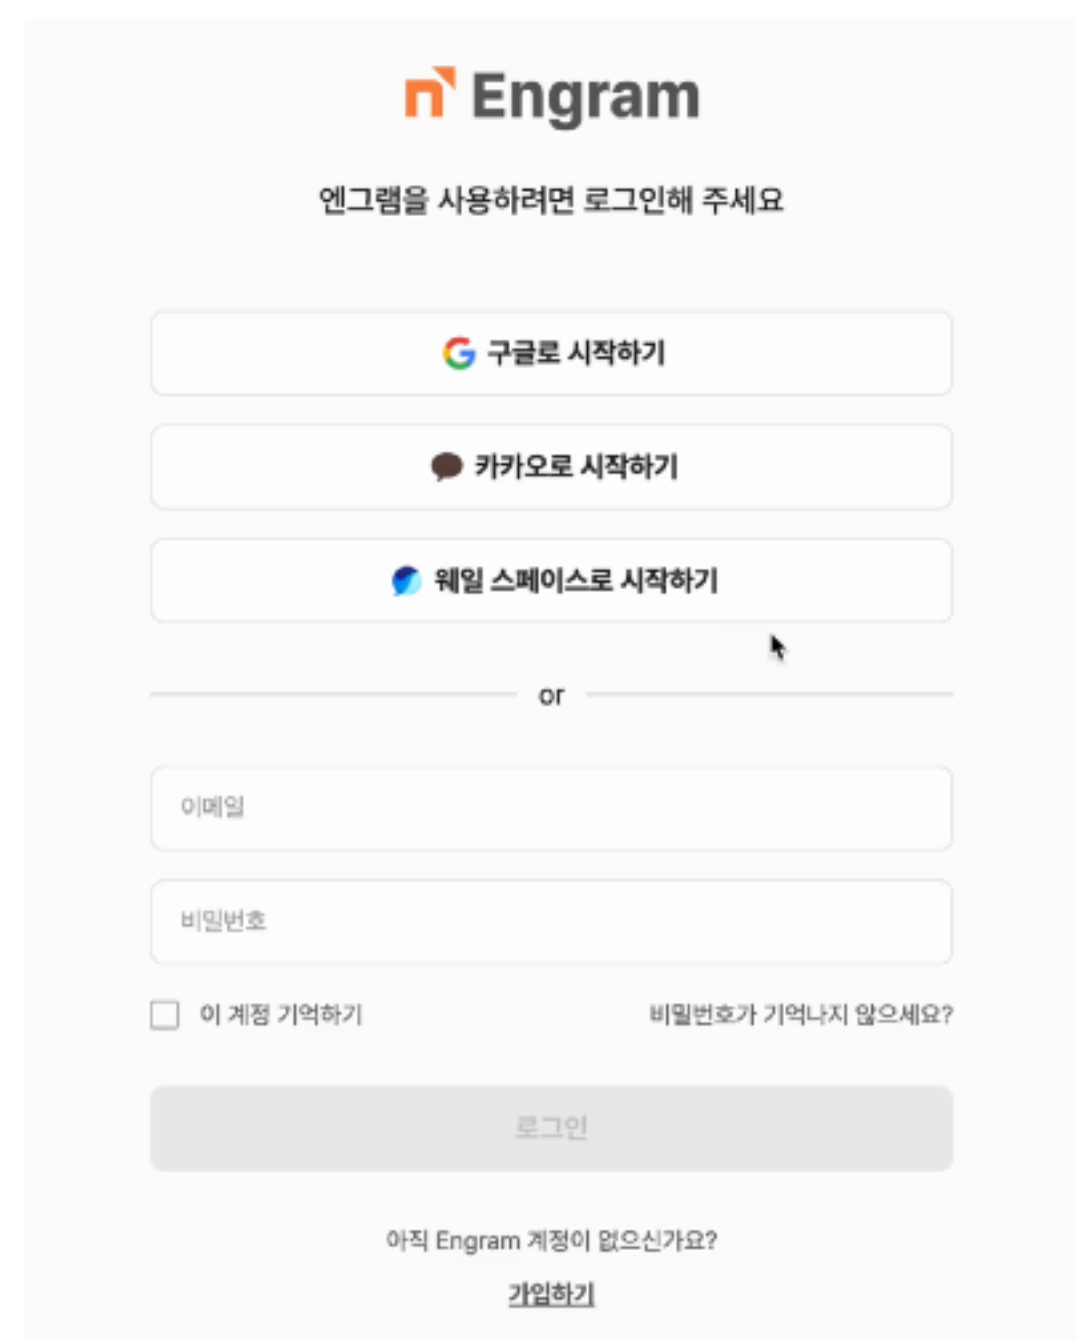 Engram
엔그램을 사용하려면 로그인해 주세요
구글로 시작하기
카카오로 시작하기
웨일 스페이스로 시작하기
or
이메일
비밀번호
이 계정 기억하기
비밀번호가 기억나지 않으세요?
로그인
아직 Engram 계정이 없으신가요?
가입하기